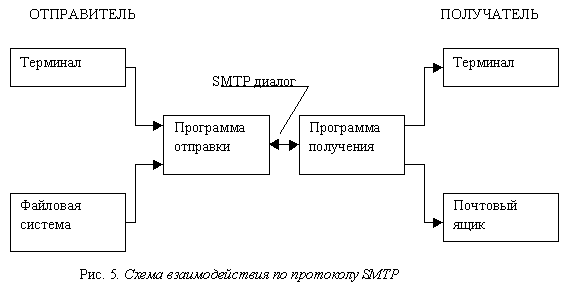 ОТПРАВИТЕЛЬ
ПОЛУЧАТЕЛЬ
Терминал
Терминал
SMTP диалог
Программа
отправки
Программа
получения
Файловая
система
Почтовый
ящик
Рис. 5. Схема взаимодействия по протоколу SMTP